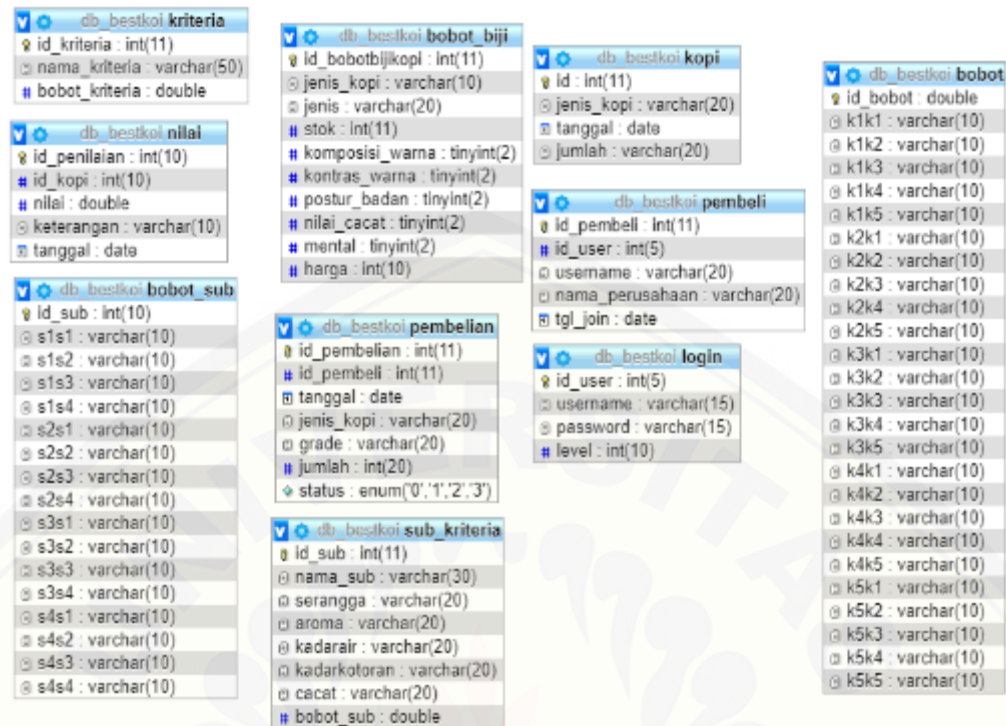 db_bestkoi kriteria
id_kriteria : int(11)
nama_kriteria : varchar(50)
bobot_kriteria : double
db_bestkoi nilai
id_penilaian : int(10)
id_kopi : int(10)
nilai : double
keterangan : varchar(10)
tanggal : date
db_bestkoi bobot_sub
id_sub : int(10)
s1s1 : varchar(10)
s1s2 : varchar(10)
s1s3 : varchar(10)
s1s4 : varchar(10)
s2s1 : varchar(10)
s2s2 : varchar(10)
s2s3 : varchar(10)
s2s4 : varchar(10)
s3s1 : varchar(10)
s3s2 : varchar(10)
s3s3 : varchar(10)
s3s4 : varchar(10)
s4s1 : varchar(10)
s4s2 : varchar(10)
s4s3 : varchar(10)
s4s4 : varchar(10)
db_bestkoi bobot_biji
id_bobotbijikopi : int(11)
jenis_kopi : varchar(10)
jenis : varchar(20)
stok : int(11)
komposisi_warna : tinyint(2)
kontras_warna : tinyint(2)
postur_badan : tinyint(2)
nilai_cacat : tinyint(2)
mental : tinyint(2)
harga : int(10)
db_bestkoi pembelian
id_pembelian : int(11)
id_pembeli : int(11)
tanggal : date
jenis_kopi : varchar(20)
grade : varchar(20)
jumlah : int(20)
status : enum('0','1','2','3')
db_bestkoi sub_kriteria
id_sub : int(11)
nama_sub : varchar(30)
serangga : varchar(20)
aroma : varchar(20)
kadarair : varchar(20)
kadarkotoran : varchar(20)
cacat : varchar(20)
bobot_sub : double
db_bestkoi kopi
id : int(11)
jenis_kopi : varchar(20)
tanggal : date
jumlah : varchar(20)
db_bestkoi pembeli
id_pembeli : int(11)
id_user : int(5)
username : varchar(20)
nama_perusahaan : varchar(20)
tgl_join : date
db_bestkoi login
id_user : int(5)
username : varchar(15)
password : varchar(15)
level : int(10)
db_bestkoi bobot
id_bobot : double
k1k1 : varchar(10)
k1k2 : varchar(10)
k1k3 : varchar(10)
k1k4 : varchar(10)
k1k5 : varchar(10)
k2k1 : varchar(10)
k2k2 : varchar(10)
k2k3 : varchar(10)
k2k4 : varchar(10)
k2k5 : varchar(10)
k3k1 : varchar(10)
k3k2 : varchar(10)
k3k3 : varchar(10)
k3k4 : varchar(10)
k3k5 : varchar(10)
k4k1 : varchar(10)
k4k2 : varchar(10)
k4k3 : varchar(10)
k4k4 : varchar(10)
k4k5 : varchar(10)
k5k1 : varchar(10)
k5k2 : varchar(10)
k5k3 : varchar(10)
k5k4 : varchar(10)
k5k5 : varchar(10)